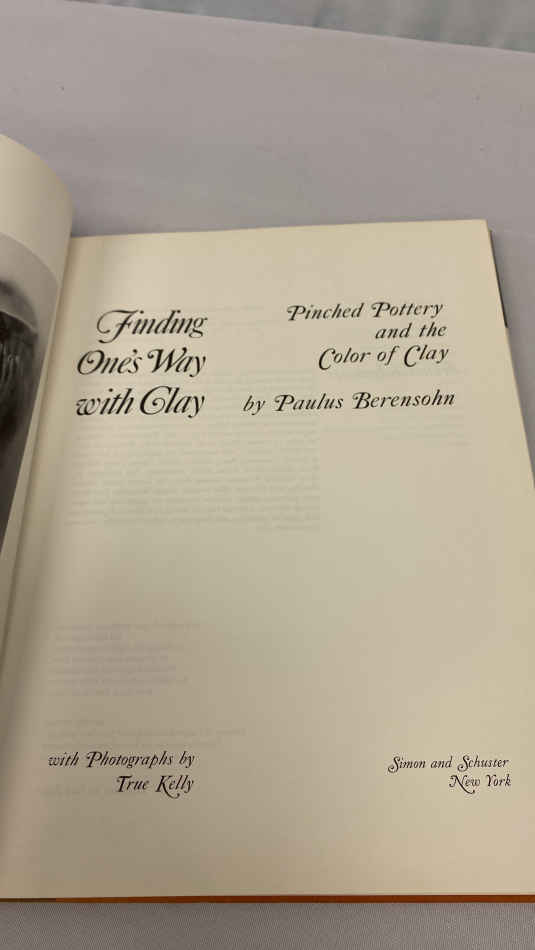 Finding
One's Way
with Clay
Pinched Pottery
and the
Color of Clay
by Paulus Berensohn
with Photographs by
True Kelly
Simon and Schuster
New York